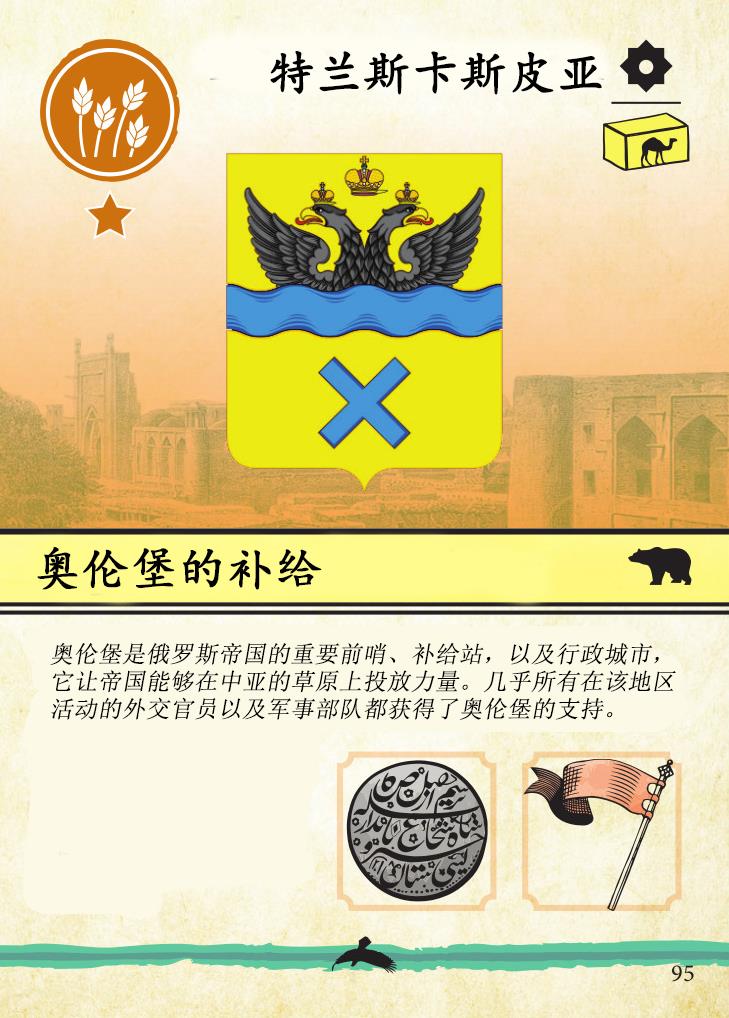 特兰斯卡斯皮亚
奥伦堡的补给
奥伦堡是俄罗斯帝国的重要前哨、补给站，以及行政城市，
它让帝国能够在中亚的草原上投放力量。几乎所有在该地区
活动的外交官员以及军事部队都获得了奥伦堡的支持。
95